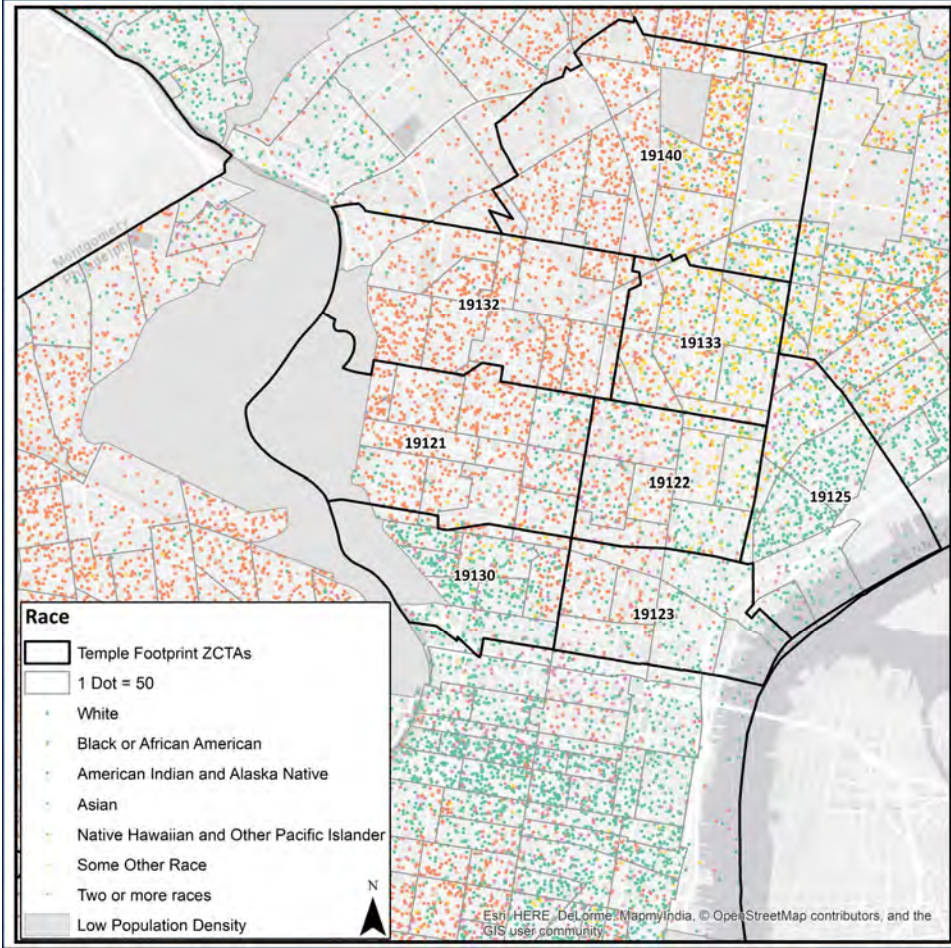 19140
Montgomery
19132
19133
19121
19122
19125
19130
19123
Race
Temple Footprint ZCTAs
1 Dot = 50
White
Black or African American
American Indian and Alaska Native
Asian
Native Hawaiian and Other Pacific Islander
Some Other Race
Two or more races
Low Population Density
N
Esri, HERE, DeLorme, MapmyIndia, © OpenStreetMap contributors, and the
GIS user community